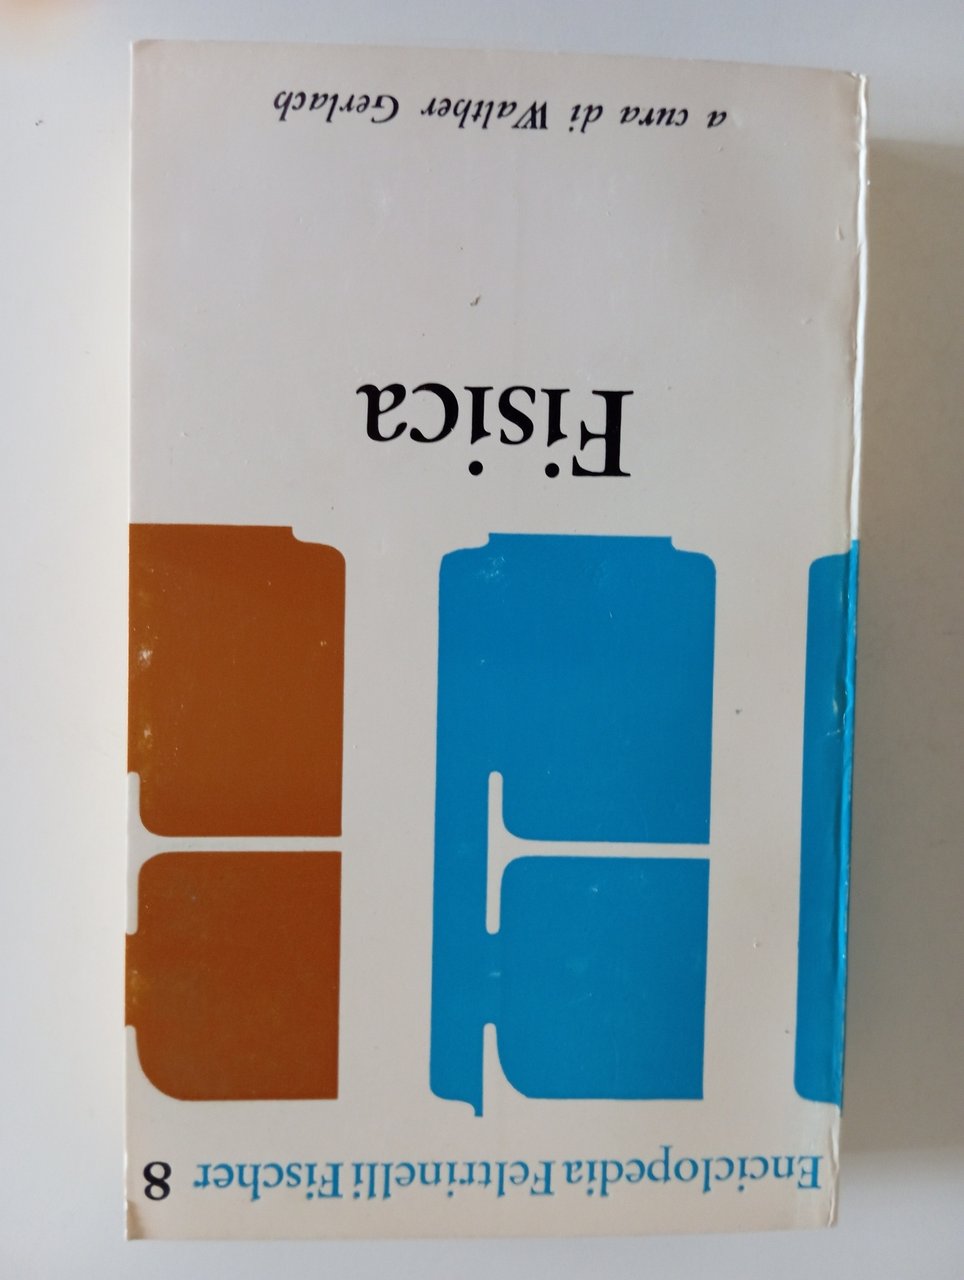 Enciclopedia Feltrinelli Fischer 8
Fisica
a cura di Walther Gerlach